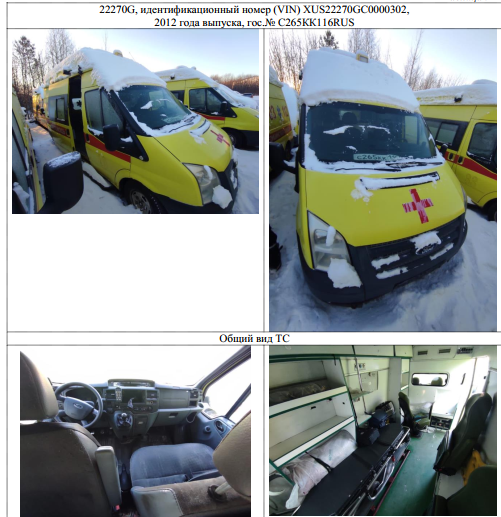 22270G, идентификационный номер (VIN) XUS22270GC0000302,
2012 года выпуска, гос.№ С265КК116RUS
Общий вид ТС